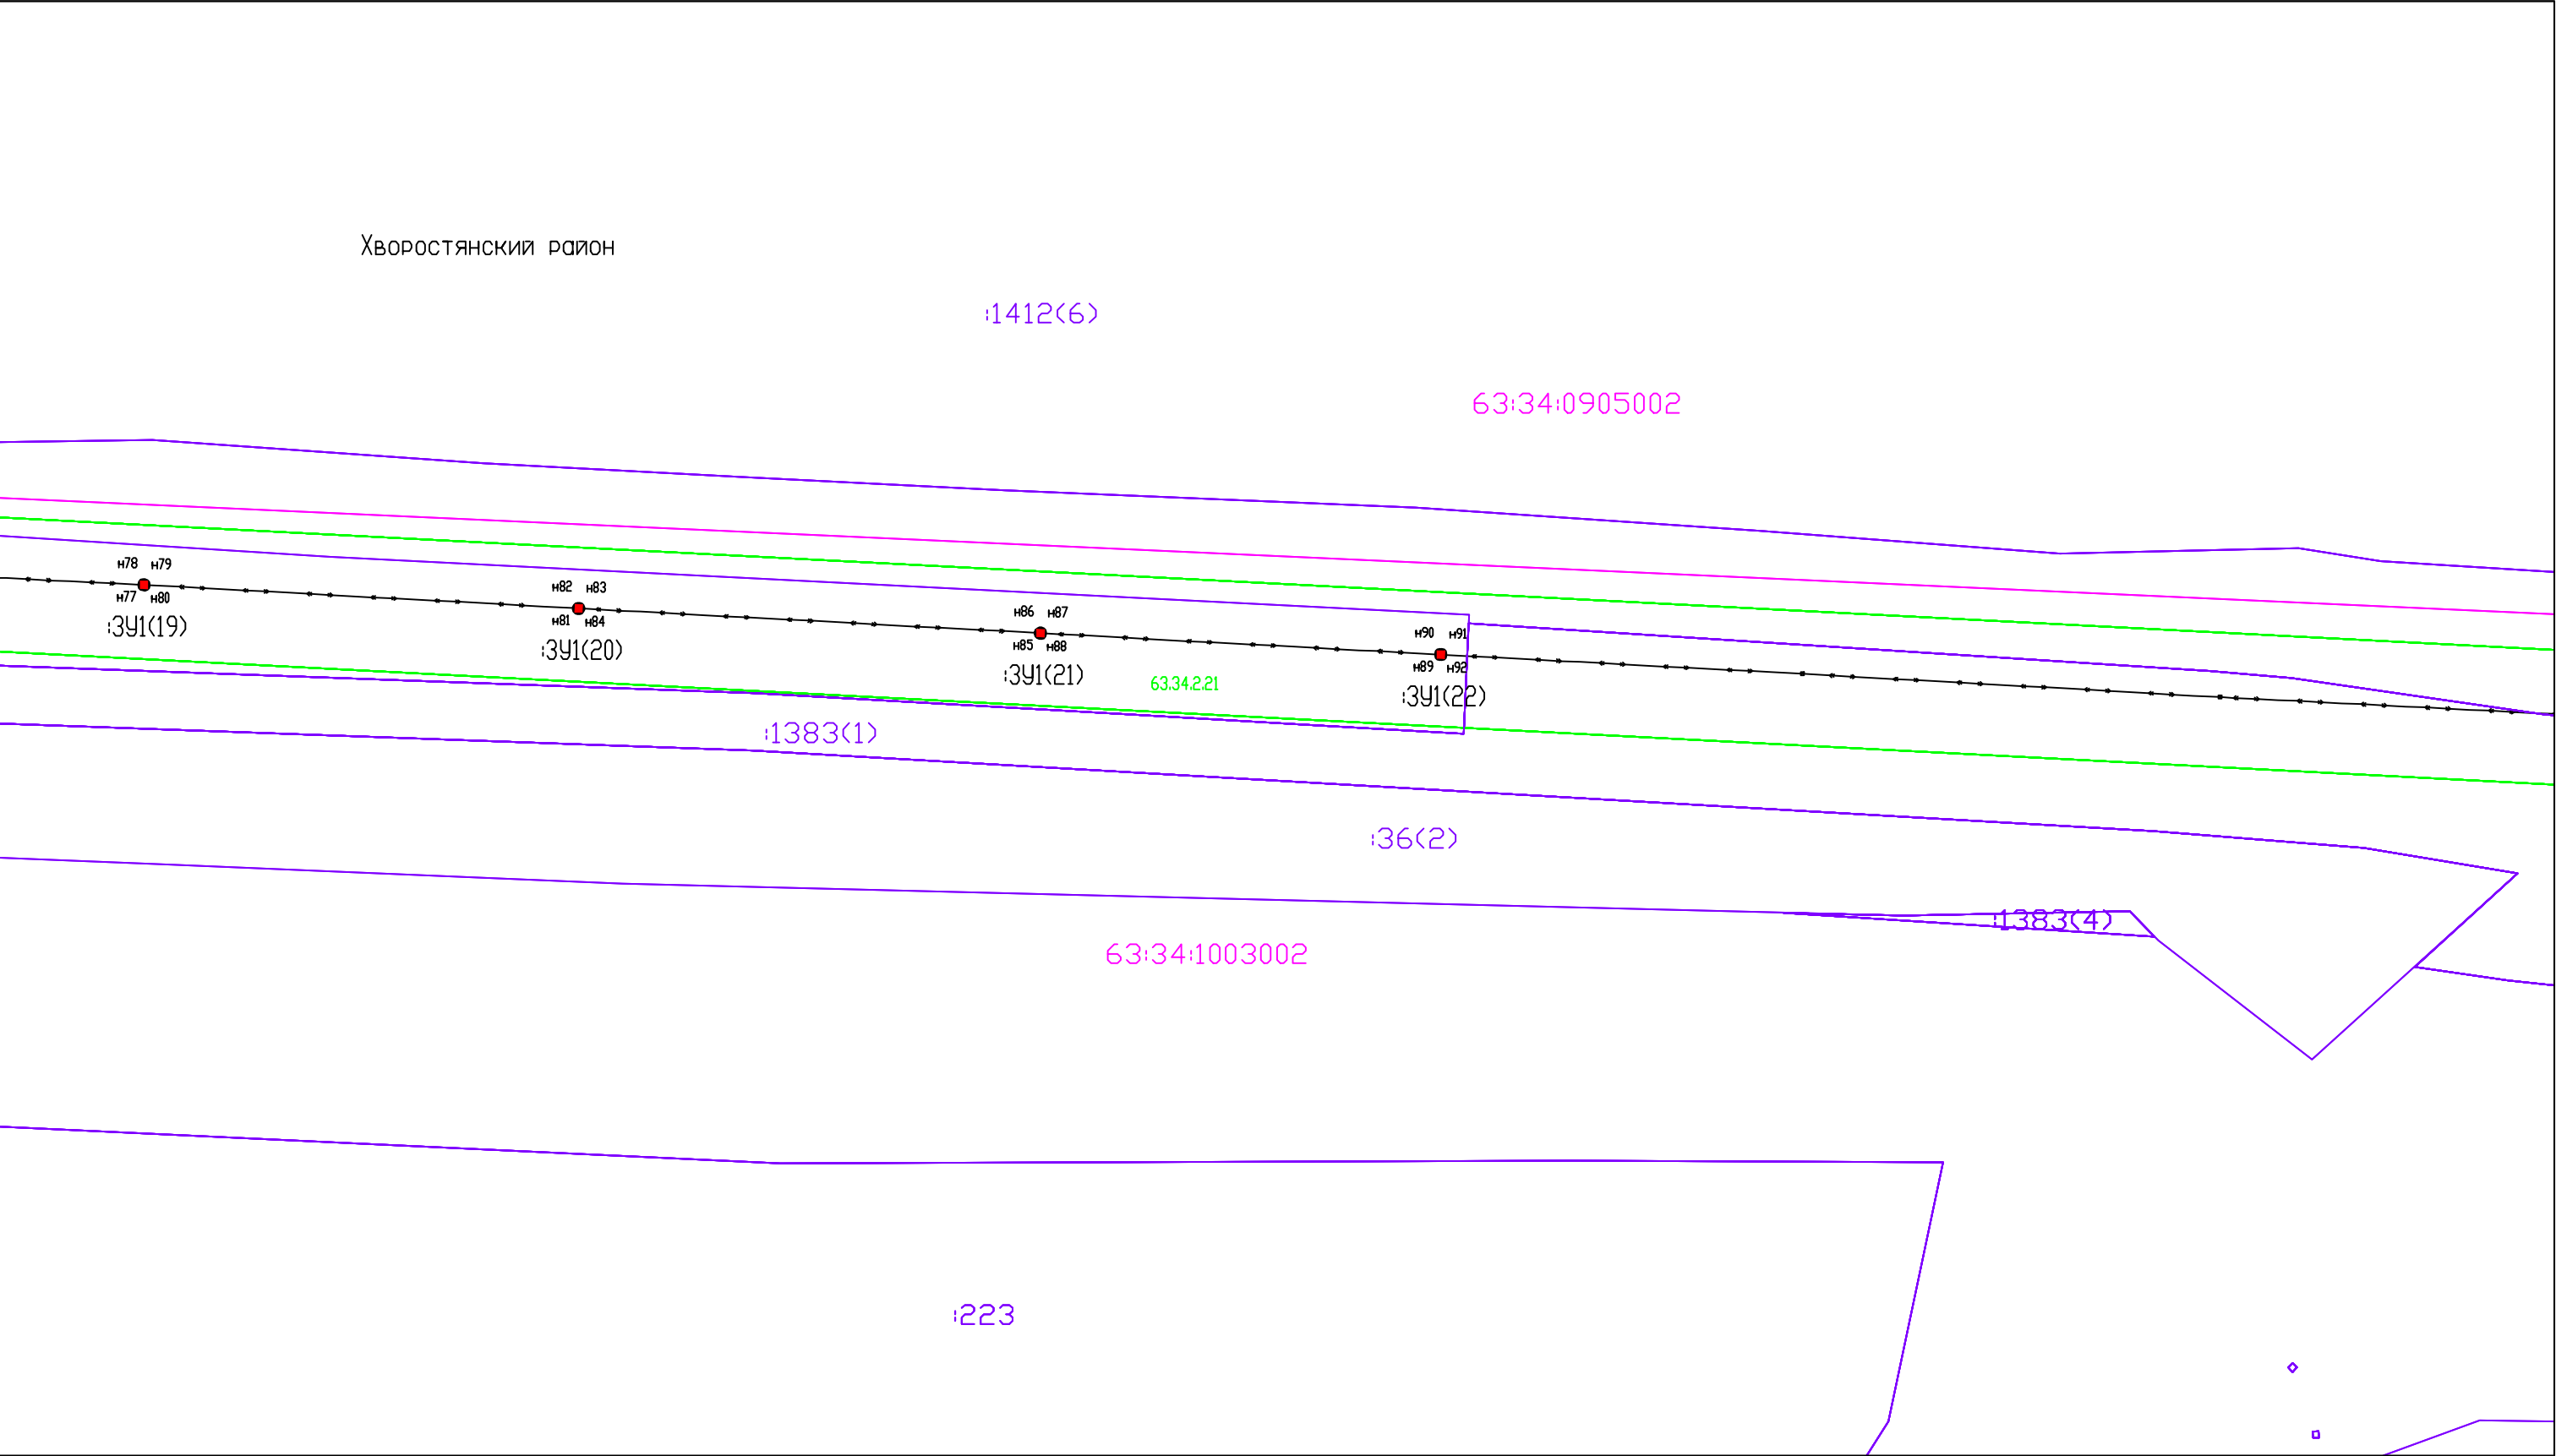 Хворостянский район
:1412(6)
63:34:0905002
н78 н79
н77 н80
:ЗУ1(19)
н82 н83
н81 н84
:ЗУ1(20)
н86 н87
н85 н88
:ЗУ1(21)
63.34.2.21
н90 н91
н89 н92
:ЗУ1(22)
:1383(1)
:36(2)
:1383(4)
63:34:1003002
:223